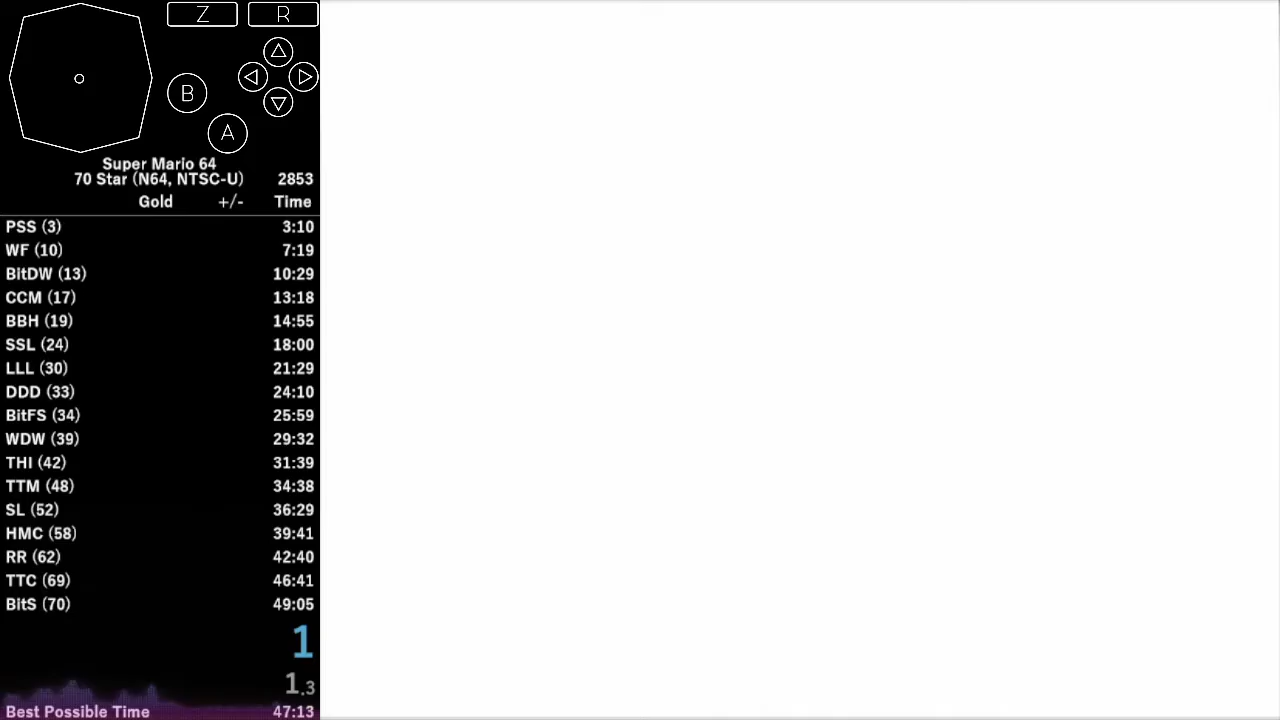 Z R
B
A
Super Mario 64
70 Star (N64, NTSC-U) 2853
Gold +/- Time
PSS (3) 3:10
WF (10) 7:19
BitDW (13) 10:29
CCM (17) 13:18
BBH (19) 14:55
SSL (24) 18:00
LLL (30) 21:29
DDD (33) 24:10
BitFS (34) 25:59
WDW (39) 29:32
THI (42) 31:39
TTM (48) 34:38
SL (52) 36:29
HMC (58) 39:41
RR (62) 42:40
TTC (69) 46:41
BitS (70) 49:05
1
1.3
Best Possible Time 47:13